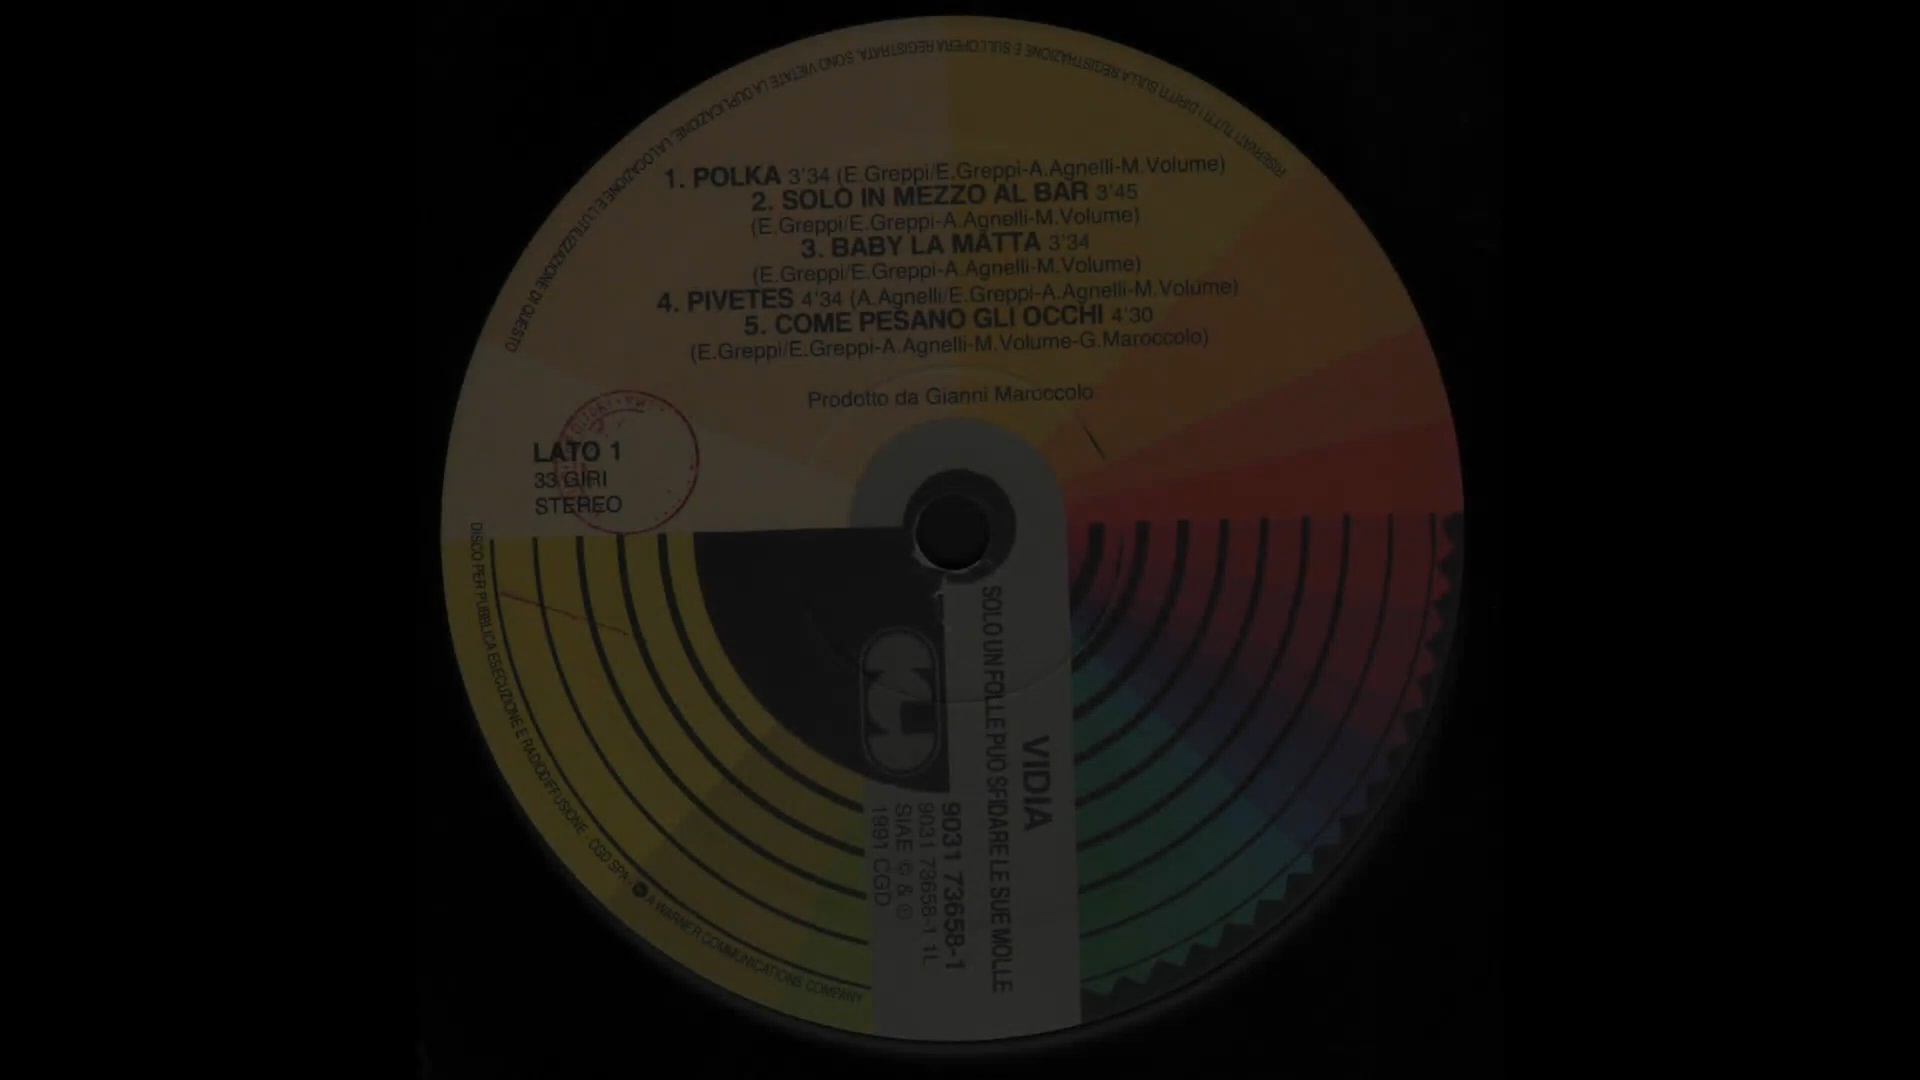 RISERVATI TUTTI I DIRITTI SULLA REGISTRAZIONE E SULL'OPERA REGISTRATA. SONO VIETATE LA DUPLICAZIONE, LA LOCAZIONE E L'UTILIZZAZIONE DI QUESTO
DISCO PER PUBBLICA ESECUZIONE E RADIODIFFUSIONE - CGD SPA - A WARNER COMMUNICATIONS COMPANY
1. POLKA 3'34 (E.Greppi/E.Greppi-A.Agnelli-M.Volume)
2. SOLO IN MEZZO AL BAR 3'45
(E.Greppi/E.Greppi-A.Agnelli-M.Volume)
3. BABY LA MATTA 3'34
(E.Greppi/E.Greppi-A.Agnelli-M.Volume)
4. PIVETES 4'34 (A.Agnelli/E.Greppi-A.Agnelli-M.Volume)
5. COME PESANO GLI OCCHI 4'30
(E.Greppi/E.Greppi-A.Agnelli-M.Volume-G.Maroccolo)
Prodotto da Gianni Maroccolo
LATO 1
33 GIRI
STEREO
VIDIA
SOLO UN FOLLE PUÒ SFIDARE LE SUE MOLLE
9031 73658-1
9031 73658-1 1L
SIAE © & ℗
1991 CGD